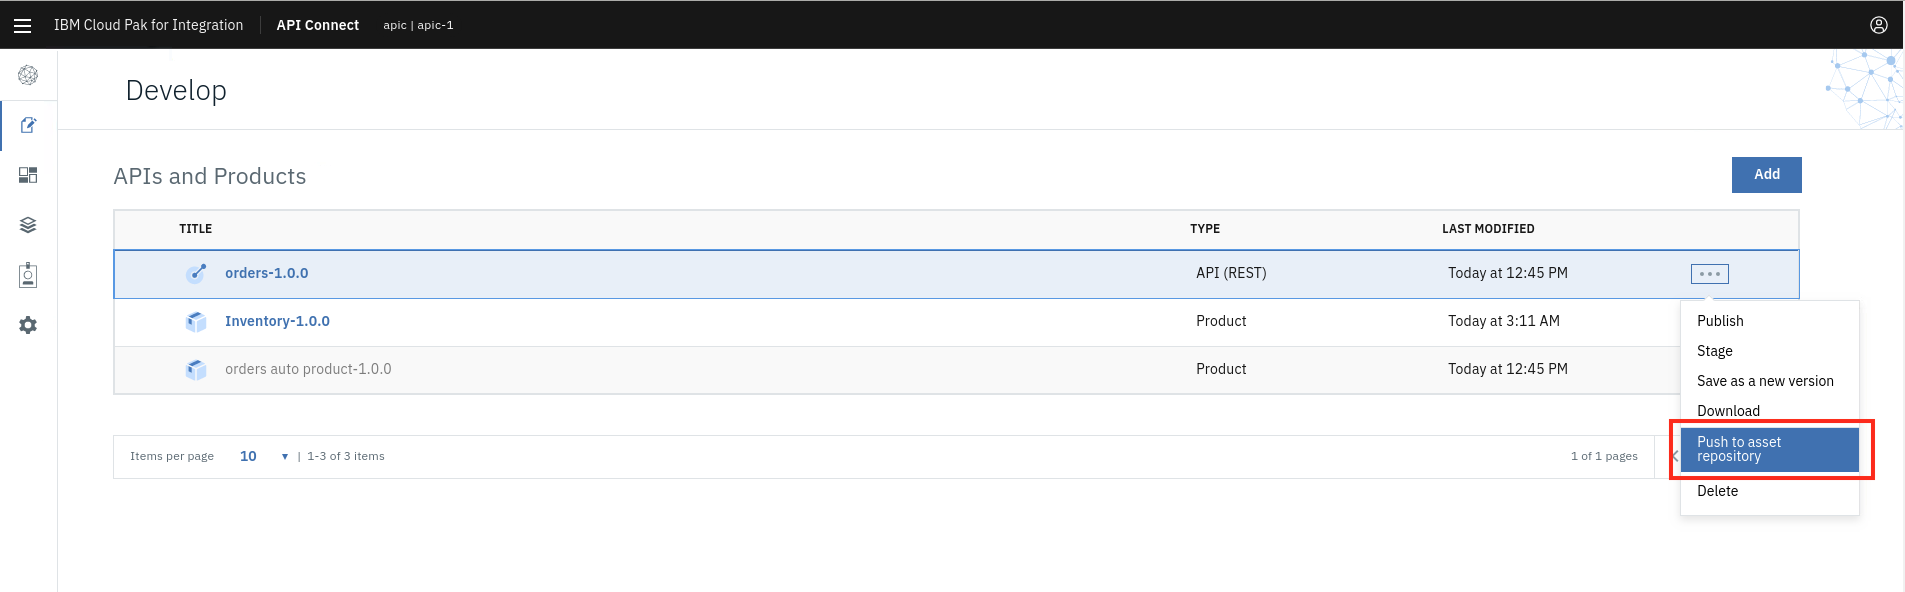 IBM Cloud Pak for Integration | API Connect apic | apic-1
Develop
APIs and Products
Add
TITLE TYPE LAST MODIFIED
orders-1.0.0 API (REST) Today at 12:45 PM
Inventory-1.0.0 Product Today at 3:11 AM
orders auto product-1.0.0 Product Today at 12:45 PM
Publish
Stage
Save as a new version
Download
Push to asset
repository
Delete
Items per page 10 | 1-3 of 3 items 1 of 1 pages